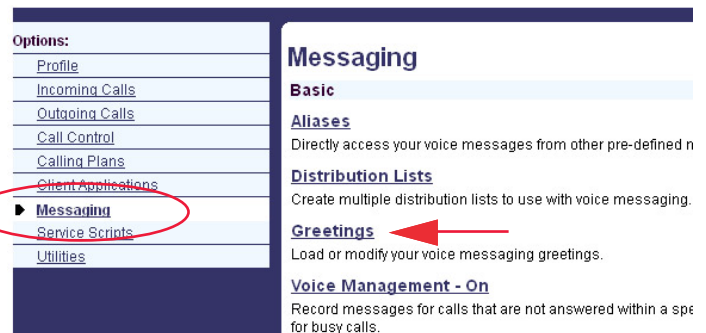 Options:
Profile
Incoming Calls
Outgoing Calls
Call Control
Calling Plans
Client Applications
Messaging
Service Scripts
Utilities
Messaging
Basic
Aliases
Directly access your voice messages from other pre-defined n
Distribution Lists
Create multiple distribution lists to use with voice messaging.
Greetings
Load or modify your voice messaging greetings.
Voice Management - On
Record messages for calls that are not answered within a spe
for busy calls.